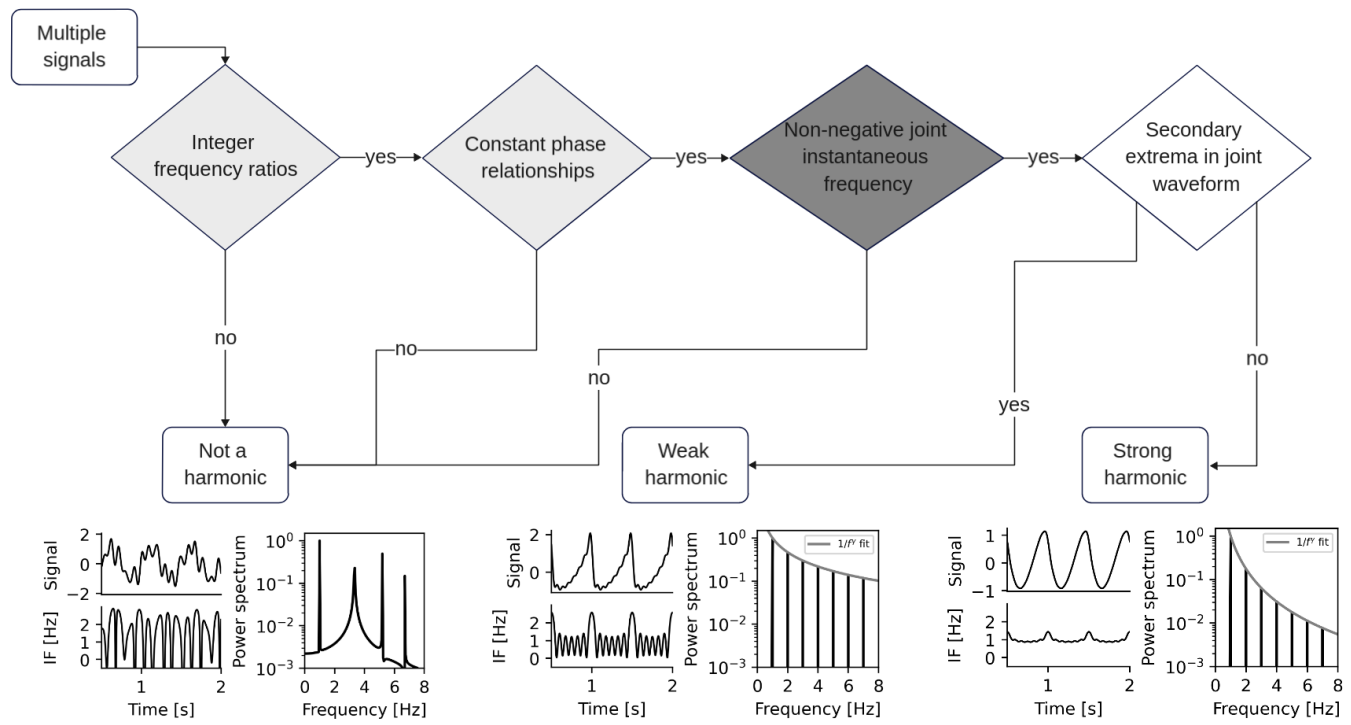 Multiple
signals
Integer
frequency ratios
yes
Constant phase
relationships
yes
Non-negative joint
instantaneous
frequency
yes
Secondary
extrema in joint
waveform
no
no
no
yes
no
Not a
harmonic
Weak
harmonic
Strong
harmonic
Signal
2
0
−2
IF [Hz]
2
1
0
1
2
Time [s]
Power spectrum
10⁰
10⁻¹
10⁻²
10⁻³
0
4
8
Frequency [Hz]
Signal
2
0
IF [Hz]
2
1
0
1
2
Time [s]
Power spectrum
10⁰
10⁻¹
10⁻²
10⁻³
1/fᵞ fit
0
2
4
6
8
Frequency [Hz]
Signal
1
0
−1
IF [Hz]
2
1
0
1
2
Time [s]
Power spectrum
10⁰
10⁻¹
10⁻²
10⁻³
1/fᵞ fit
0
2
4
6
8
Frequency [Hz]